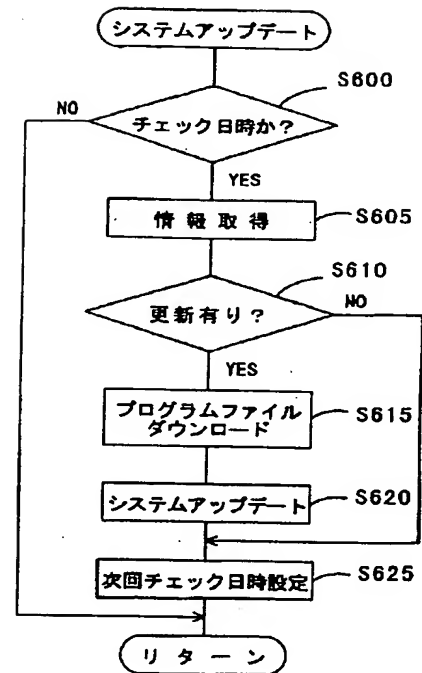 システムアップデート
S600
NO
チェック日時か?
YES
情報取得
S605
S610
更新有り?
NO
YES
プログラムファイル
ダウンロード
S615
システムアップデート
S620
次回チェック日時設定
S625
リターン